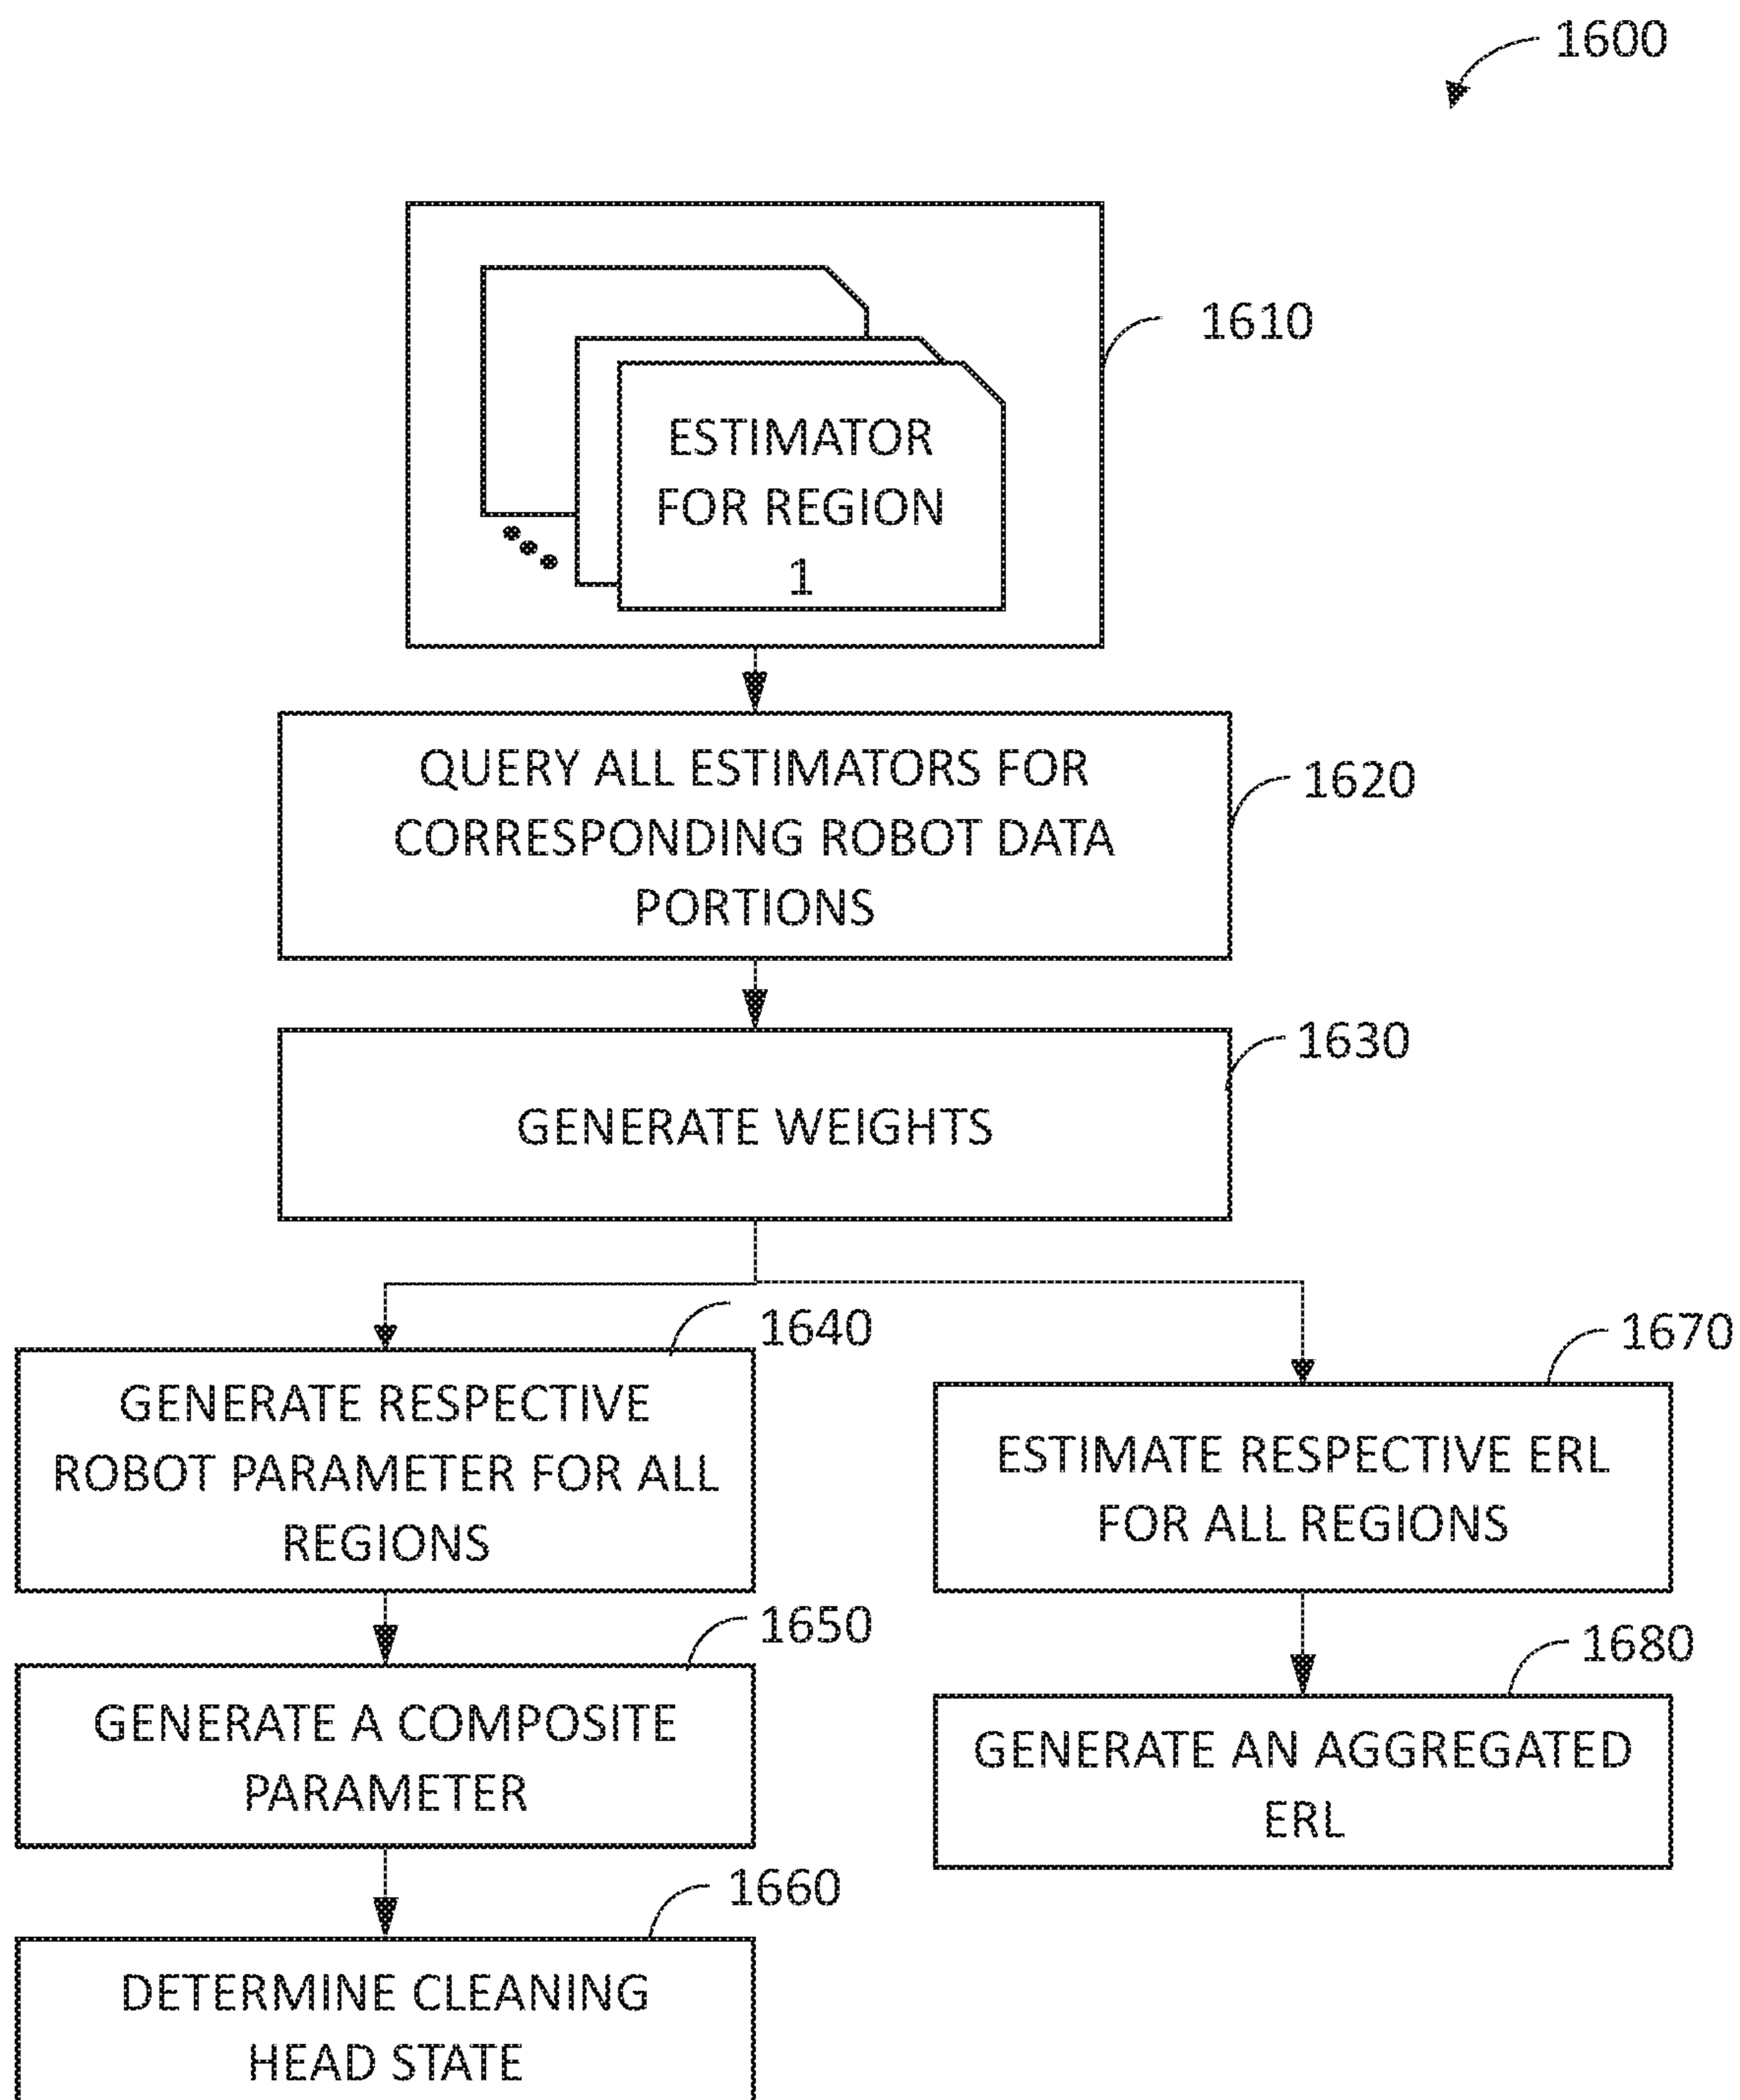 1600
1610
ESTIMATOR
FOR REGION
1
QUERY ALL ESTIMATORS FOR
CORRESPONDING ROBOT DATA
PORTIONS
1620
1630
GENERATE WEIGHTS
1640
GENERATE RESPECTIVE
ROBOT PARAMETER FOR ALL
REGIONS
1650
GENERATE A COMPOSITE
PARAMETER
1660
DETERMINE CLEANING
HEAD STATE
1670
ESTIMATE RESPECTIVE ERL
FOR ALL REGIONS
1680
GENERATE AN AGGREGATED
ERL